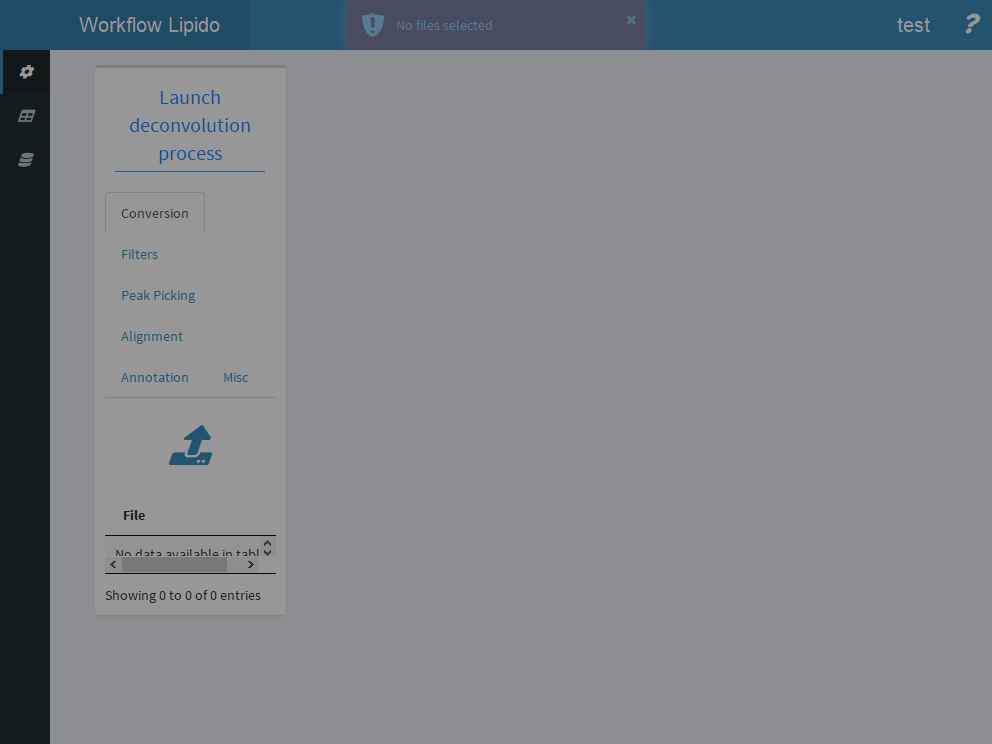 Workflow Lipido
No files selected
×
test
?
Launch
deconvolution
process
Conversion
Filters
Peak Picking
Alignment
Annotation Misc
File
No data available in tabl
Showing 0 to 0 of 0 entries